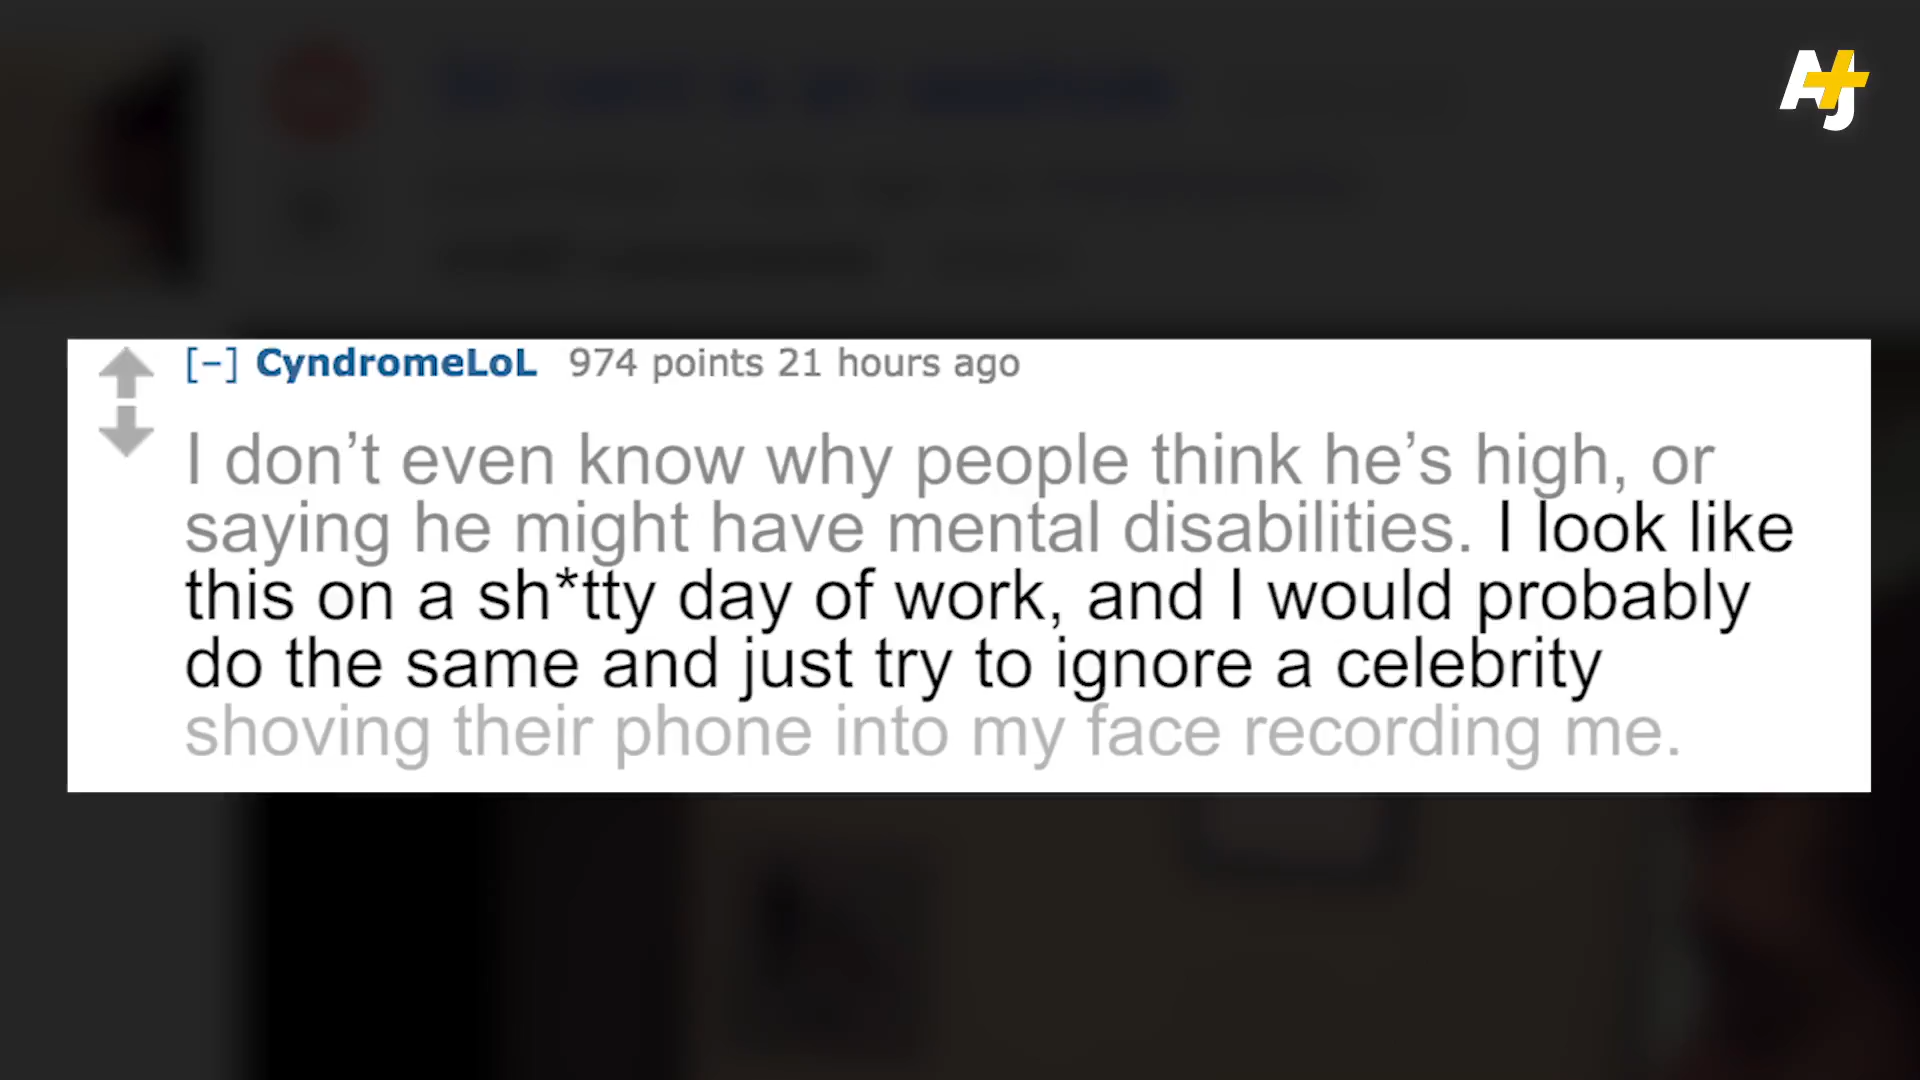 AJ+
[–] CyndromeLoL 974 points 21 hours ago
I don’t even know why people think he’s high, or
saying he might have mental disabilities. I look like
this on a sh*tty day of work, and I would probably
do the same and just try to ignore a celebrity
shoving their phone into my face recording me.